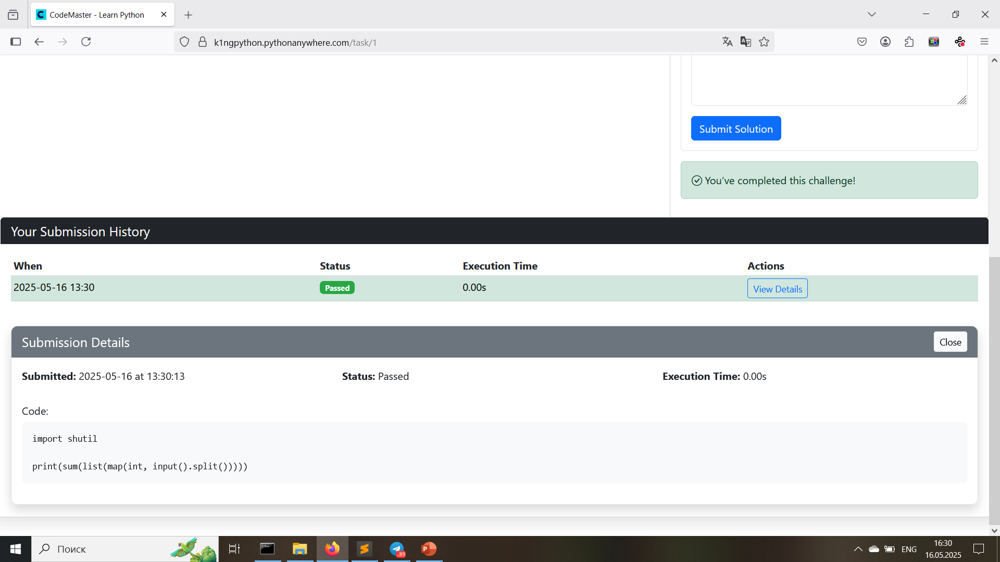 CodeMaster - Learn Python
k1ngpython.pythonanywhere.com/task/1
Submit Solution
You've completed this challenge!
Your Submission History
When Status Execution Time Actions
2025-05-16 13:30 Passed 0.00s View Details
Submission Details Close
Submitted: 2025-05-16 at 13:30:13 Status: Passed Execution Time: 0.00s
Code:
import shutil
print(sum(list(map(int, input().split()))))
Поиск
.89
P
ENG
16:30
16.05.2025